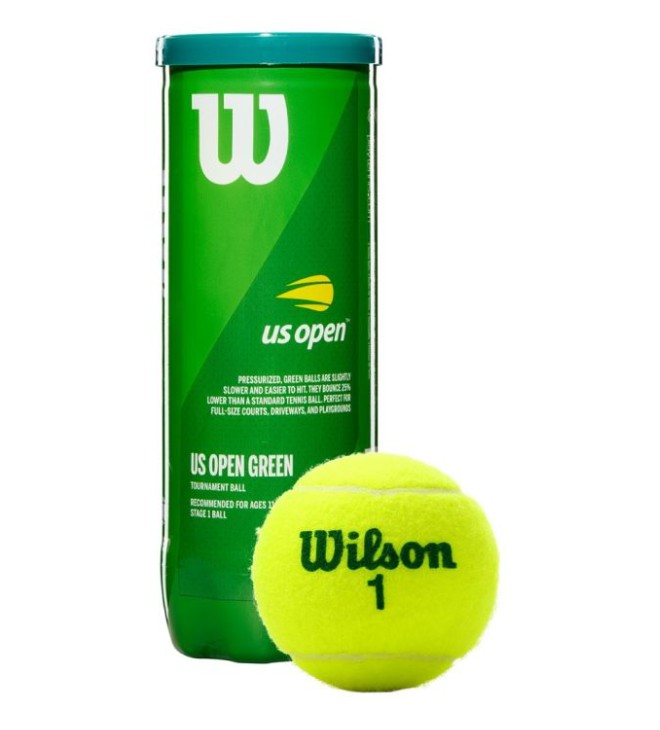 W
us open™
PRESSURIZED, GREEN BALLS ARE SLIGHTLY
SLOWER AND EASIER TO HIT. THEY BOUNCE 25%
LOWER THAN A STANDARD TENNIS BALL. PERFECT FOR
FULL-SIZE COURTS, DRIVEWAYS, AND PLAYGROUNDS
US OPEN GREEN
TOURNAMENT BALL
RECOMMENDED FOR AGES
STAGE 1 BALL
Wilson
1